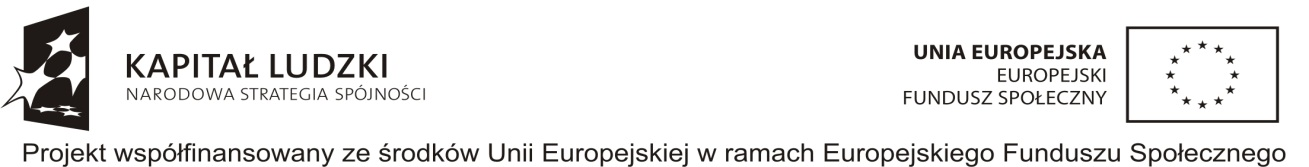 KAPITAŁ LUDZKI
NARODOWA STRATEGIA SPÓJNOŚCI
UNIA EUROPEJSKA
EUROPEJSKI
FUNDUSZ SPOŁECZNY
Projekt współfinansowany ze środków Unii Europejskiej w ramach Europejskiego Funduszu Społecznego